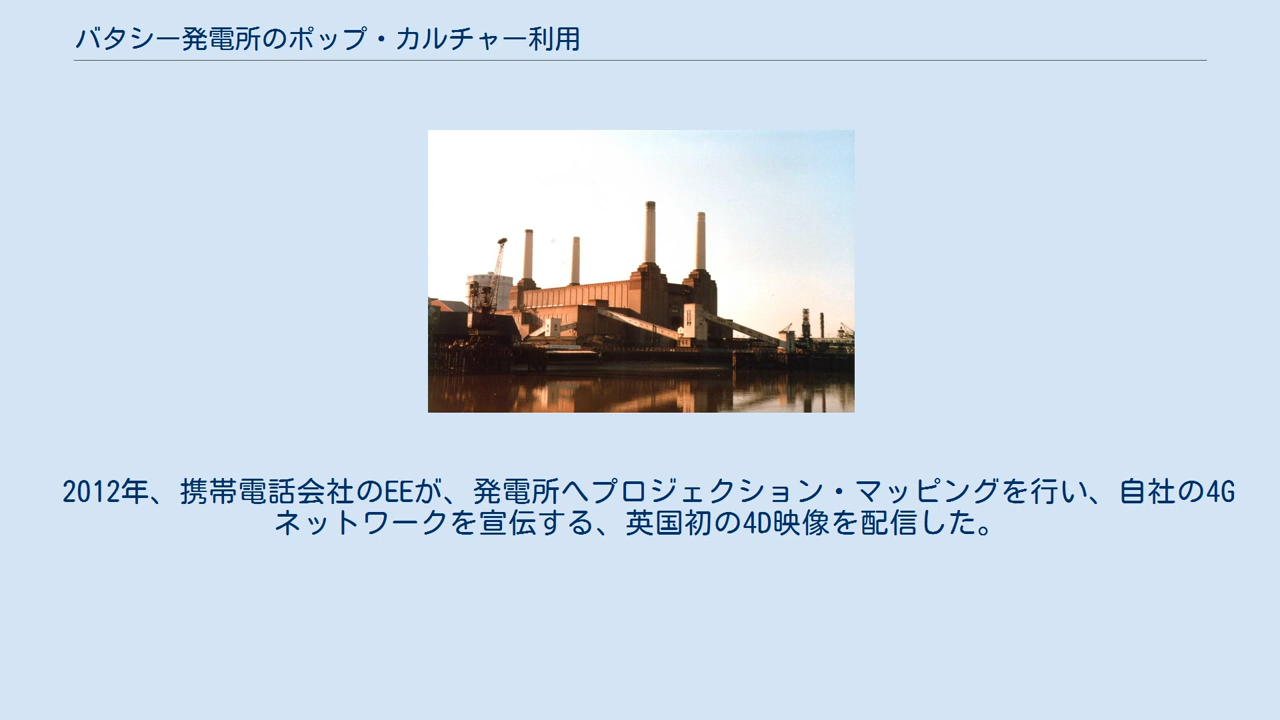 バタシー発電所のポップ・カルチャー利用
2012年、携帯電話会社のEEが、発電所へプロジェクション・マッピングを行い、自社の4G
ネットワークを宣伝する、英国初の4D映像を配信した。